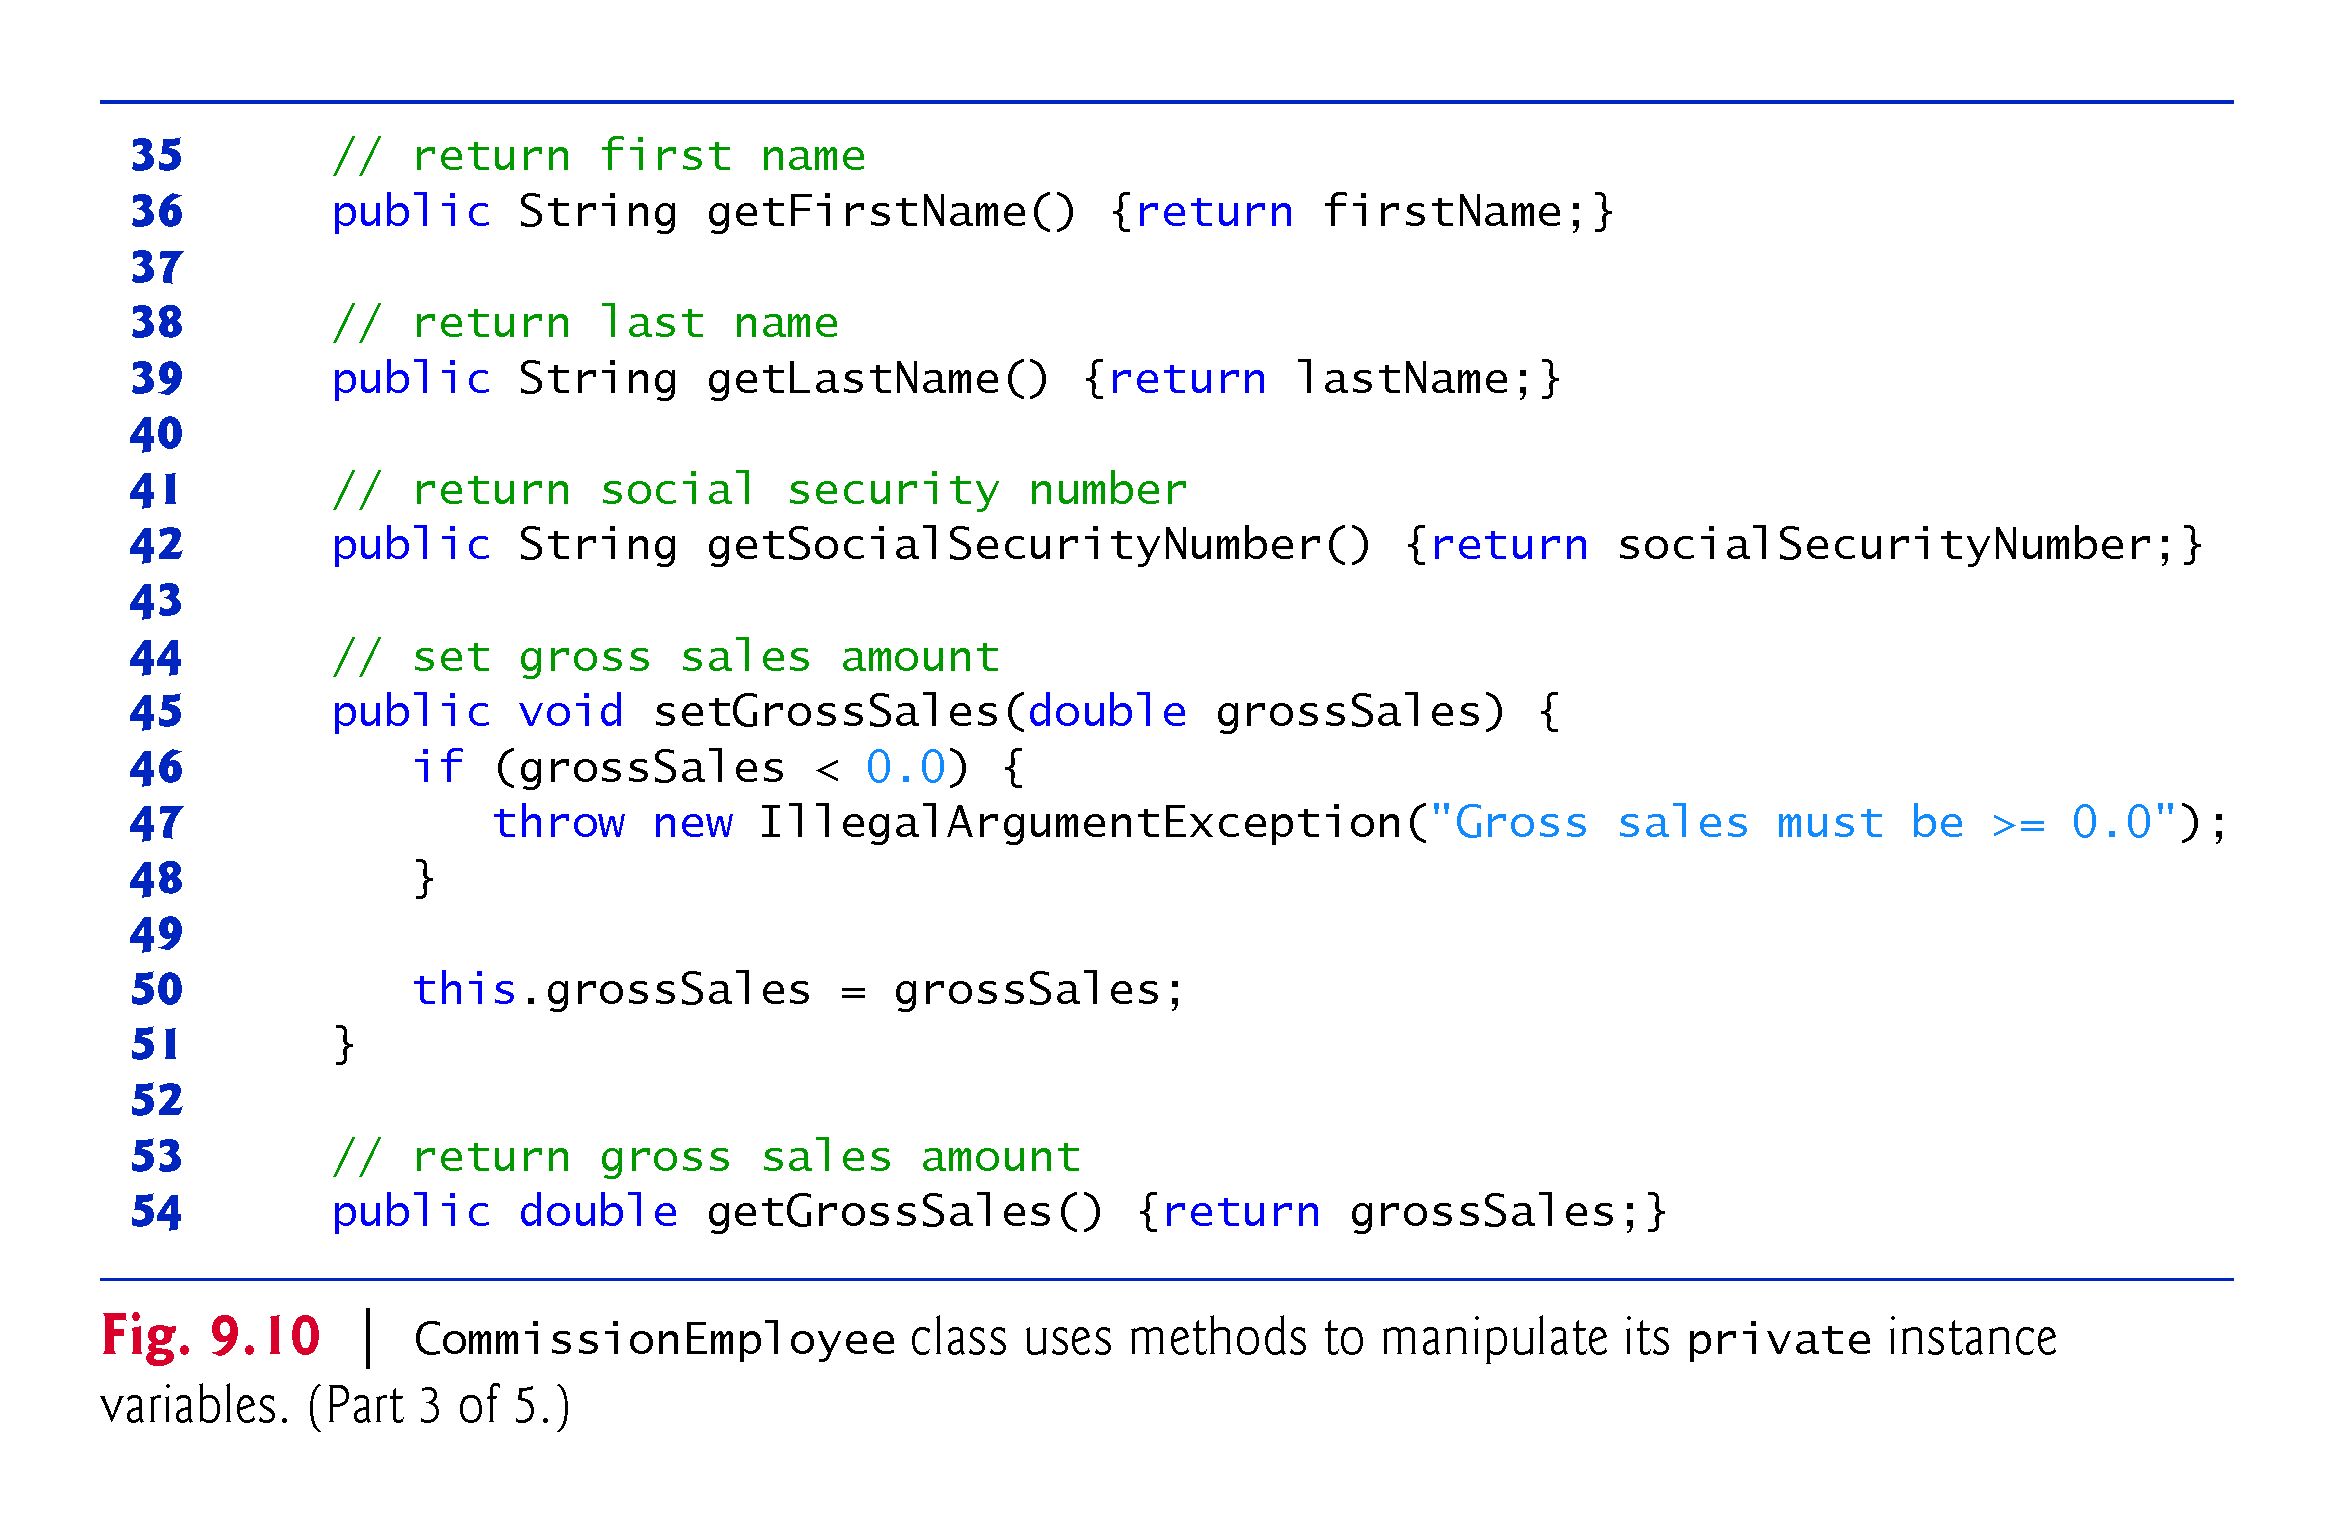 35 // return first name
36 public String getFirstName() {return firstName;}
37
38 // return last name
39 public String getLastName() {return lastName;}
40
41 // return social security number
42 public String getSocialSecurityNumber() {return socialSecurityNumber;}
43
44 // set gross sales amount
45 public void setGrossSales(double grossSales) {
46 if (grossSales < 0.0) {
47 throw new IllegalArgumentException("Gross sales must be >= 0.0");
48 }
49
50 this.grossSales = grossSales;
51 }
52
53 // return gross sales amount
54 public double getGrossSales() {return grossSales;}
Fig. 9.10 | CommissionEmployee class uses methods to manipulate its private instance
variables. (Part 3 of 5.)